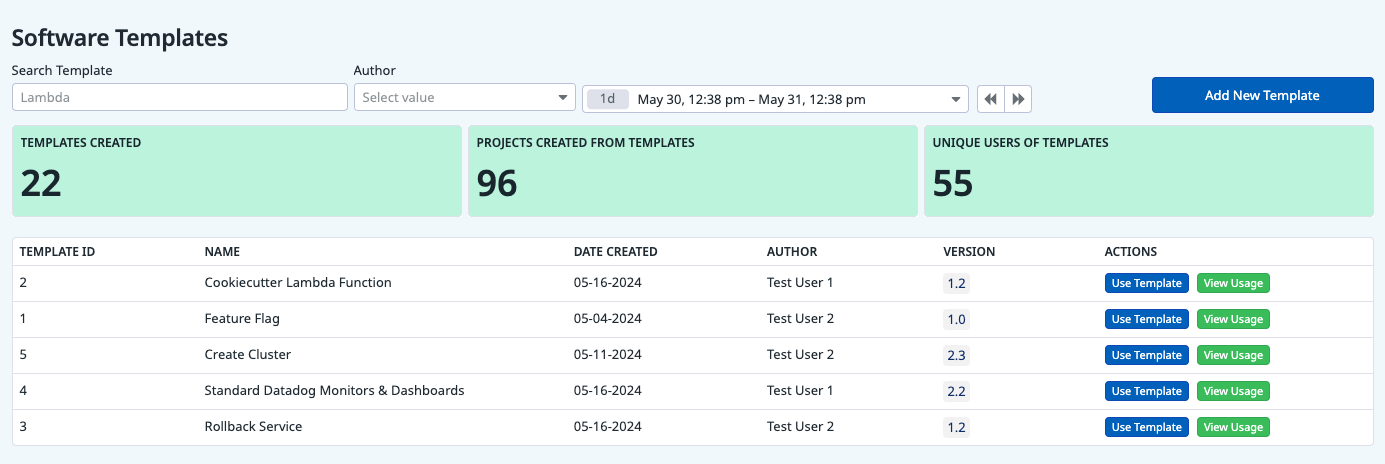 Software Templates
Search Template Author
Lambda Select value 1d May 30, 12:38 pm – May 31, 12:38 pm Add New Template
TEMPLATES CREATED PROJECTS CREATED FROM TEMPLATES UNIQUE USERS OF TEMPLATES
22 96 55
TEMPLATE ID NAME DATE CREATED AUTHOR VERSION ACTIONS
2 Cookiecutter Lambda Function 05-16-2024 Test User 1 1.2 Use Template View Usage
1 Feature Flag 05-04-2024 Test User 2 1.0 Use Template View Usage
5 Create Cluster 05-11-2024 Test User 2 2.3 Use Template View Usage
4 Standard Datadog Monitors & Dashboards 05-16-2024 Test User 1 2.2 Use Template View Usage
3 Rollback Service 05-16-2024 Test User 2 1.2 Use Template View Usage